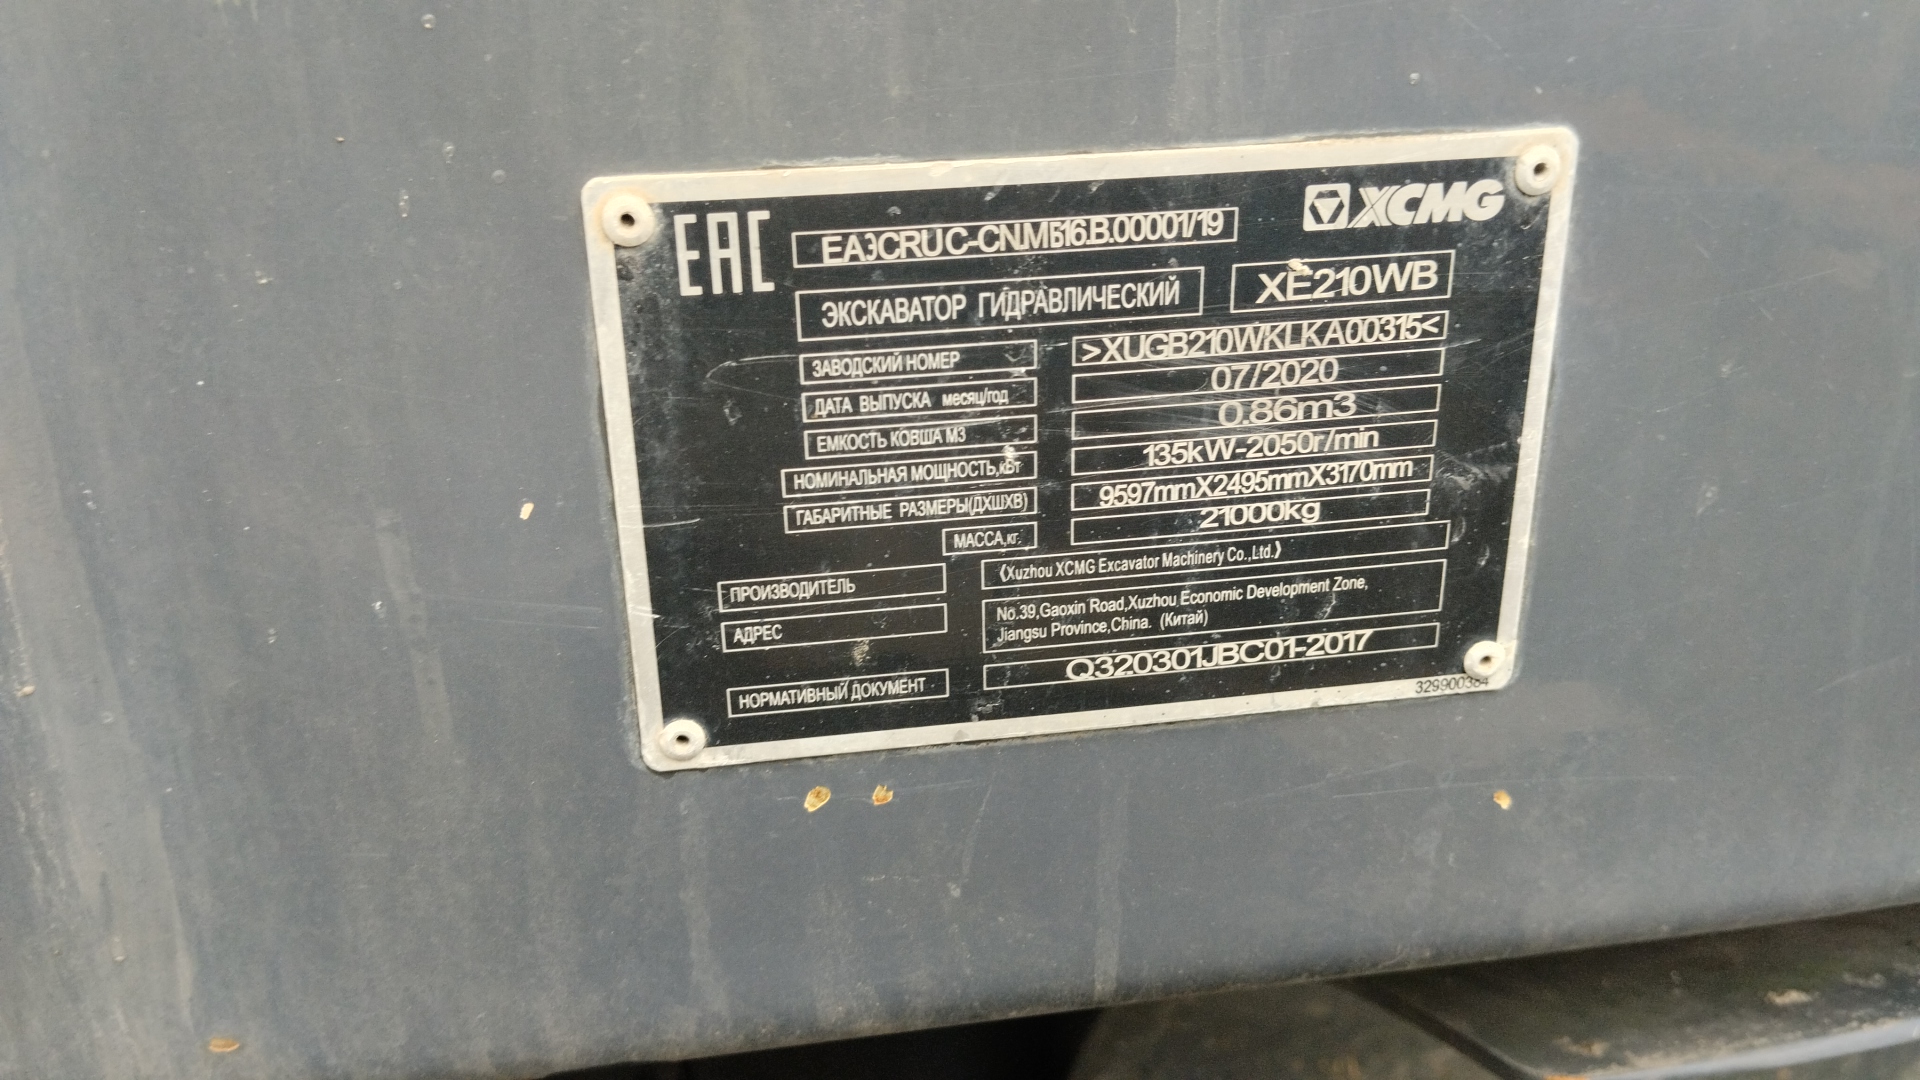 EAC
ЕАЭС RU C-CN.МБ16.В.00001/19
XCMG
ЭКСКАВАТОР ГИДРАВЛИЧЕСКИЙ
XE210WB
ЗАВОДСКИЙ НОМЕР
>XUGB210WKLKA00315<
ДАТА ВЫПУСКА месяц/год
07/2020
ЕМКОСТЬ КОВША М3
0.86m3
НОМИНАЛЬНАЯ МОЩНОСТЬ,кВт
135kW-2050r/min
ГАБАРИТНЫЕ РАЗМЕРЫ(ДХШХВ)
9597mmX2495mmX3170mm
МАССА,кг.
21000kg
ПРОИЗВОДИТЕЛЬ
《Xuzhou XCMG Excavator Machinery Co.,Ltd.》
АДРЕС
No.39,Gaoxin Road,Xuzhou Economic Development Zone,
Jiangsu Province,China. (Китай)
НОРМАТИВНЫЙ ДОКУМЕНТ
Q320301JBC01-2017
329900384